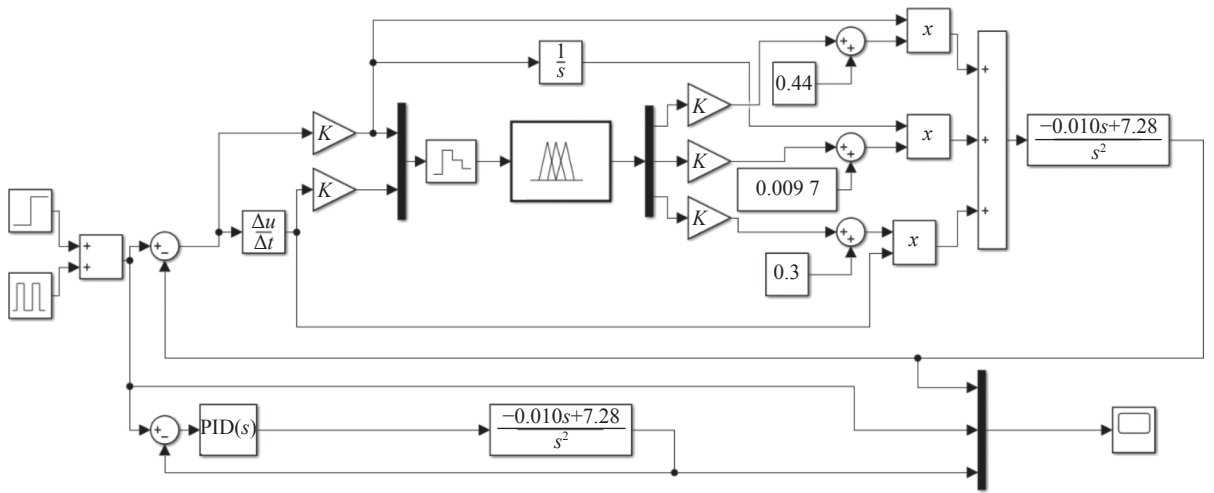 x
+
+
0.44
1
s
K
K
+
x
+
+
K
K
0.009 7
+
−0.010s+7.28
s²
K
Δu
Δt
K
+
+
x
+
+
+
+
−
0.3
+
−
PID(s)
−0.010s+7.28
s²